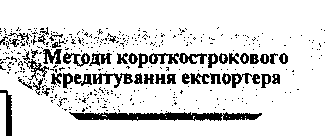 Методи короткострокового
кредитування експортера